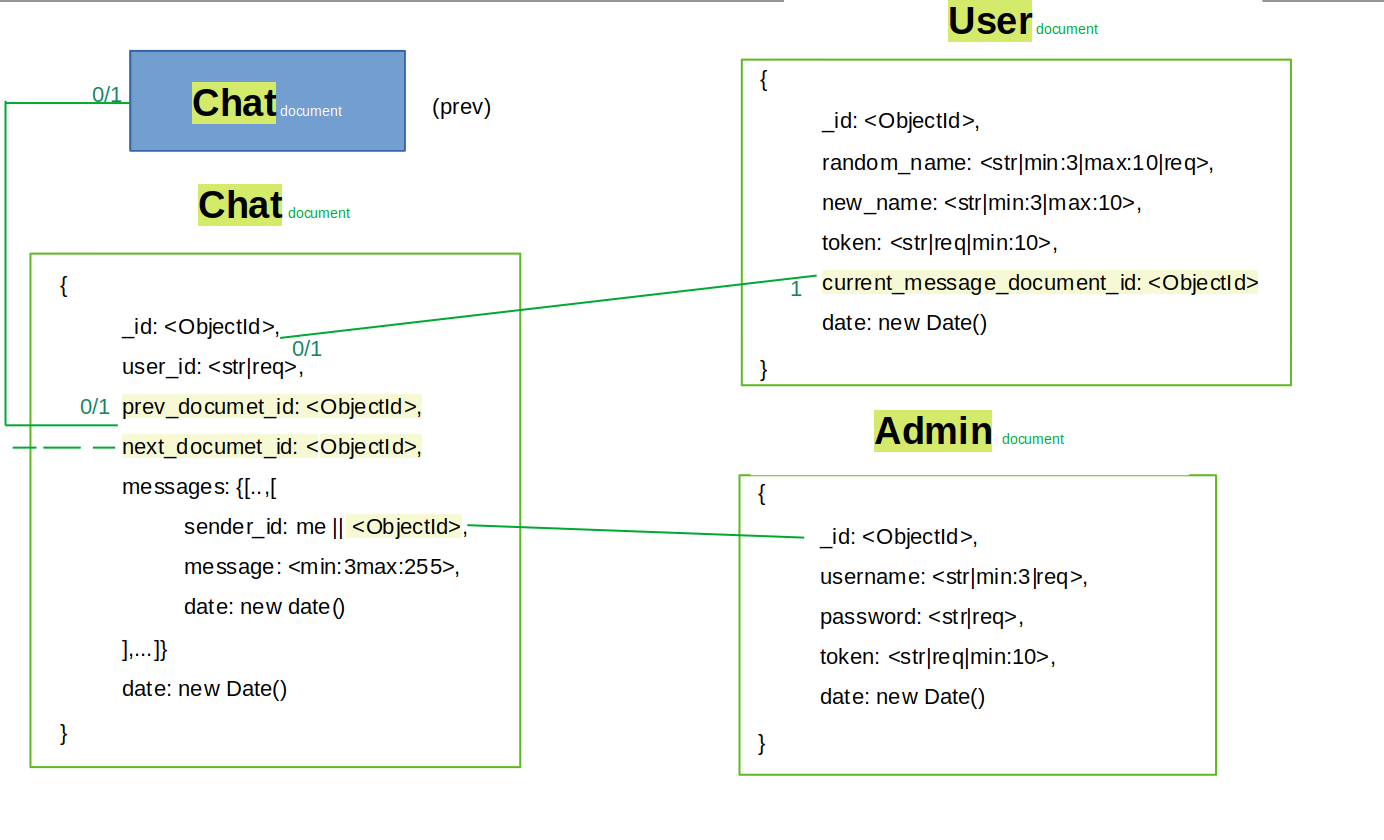 0/1
Chat document
(prev)
Chat document
{
_id: <ObjectId>,
0/1
user_id: <str|req>,
0/1
prev_documet_id: <ObjectId>,
next_documet_id: <ObjectId>,
messages: {[..,[
sender_id: me || <ObjectId>,
message: <min:3max:255>,
date: new date()
],...]}
date: new Date()
}
User document
{
_id: <ObjectId>,
random_name: <str|min:3|max:10|req>,
new_name: <str|min:3|max:10>,
token: <str|req|min:10>,
1
current_message_document_id: <ObjectId>
date: new Date()
}
Admin document
{
_id: <ObjectId>,
username: <str|min:3|req>,
password: <str|req>,
token: <str|req|min:10>,
date: new Date()
}